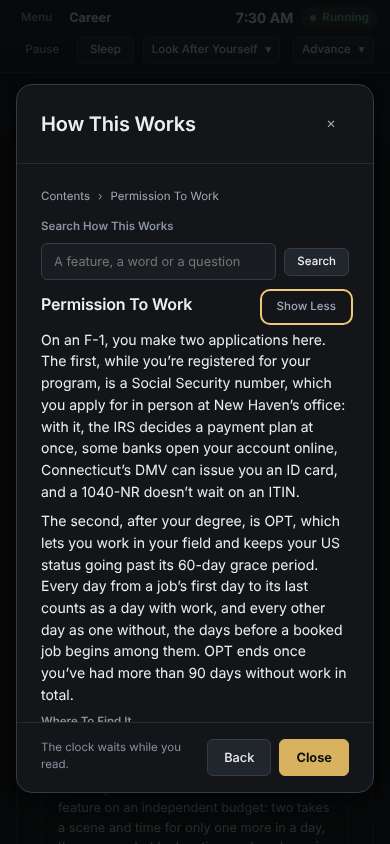 Menu Career 7:30 AM Running
Pause Sleep Look After Yourself Advance
How This Works
×
Contents › Permission To Work
Search How This Works
A feature, a word or a question Search
Permission To Work Show Less
On an F-1, you make two applications here.
The first, while you’re registered for your
program, is a Social Security number, which
you apply for in person at New Haven’s office:
with it, the IRS decides a payment plan at
once, some banks open your account online,
Connecticut’s DMV can issue you an ID card,
and a 1040-NR doesn’t wait on an ITIN.
The second, after your degree, is OPT, which
lets you work in your field and keeps your US
status going past its 60-day grace period.
Every day from a job’s first day to its last
counts as a day with work, and every other
day as one without, the days before a booked
job begins among them. OPT ends once
you’ve had more than 90 days without work in
total.
Where To Find It
The clock waits while you
read.
Back Close
feature on an independent budget: two takes
a scene and time for only one more in a day,